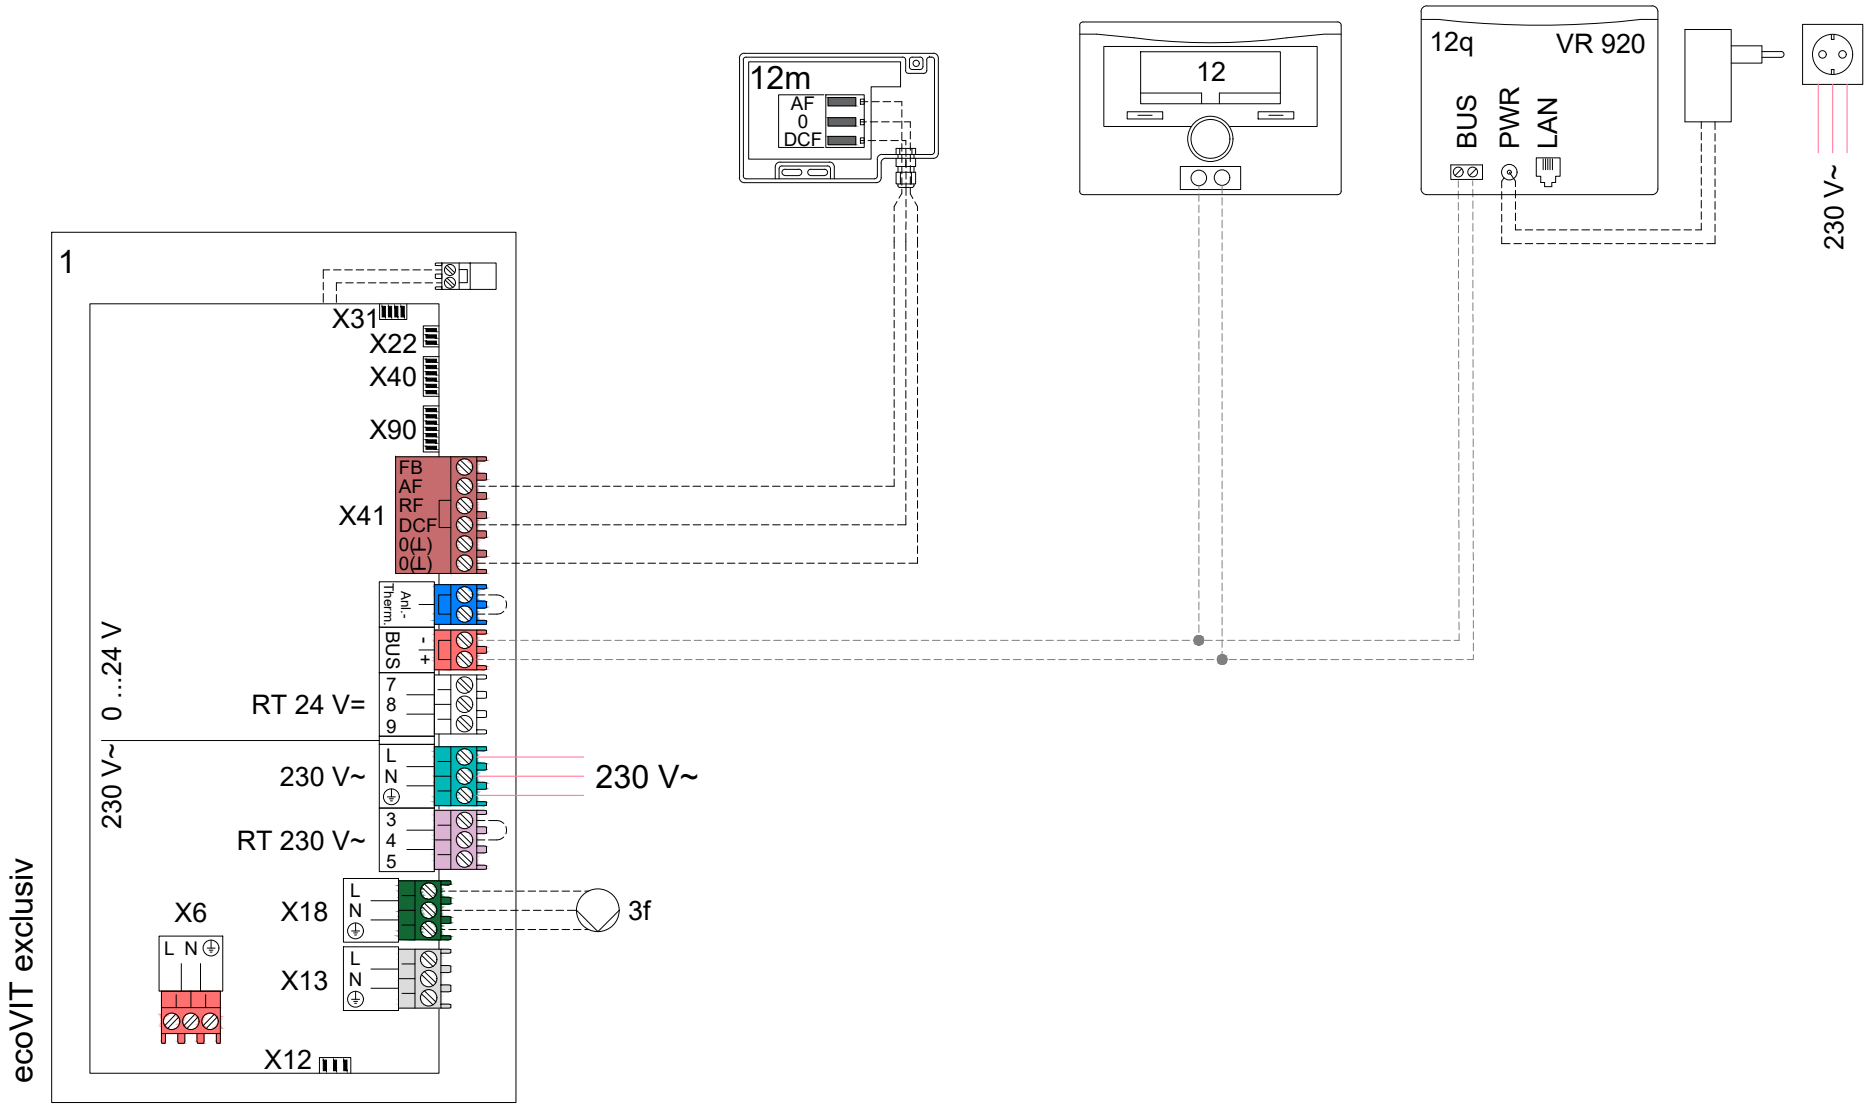 12m
AF
0
DCF
12
12q VR 920
BUS
PWR
LAN
230 V~
1
X31
X22
X40
X90
X41
FB
AF
RF
DCF
0(⊥)
0(⊥)
Anl.-
Therm.
BUS
-
+
0 ...24 V
230 V~
RT 24 V=
7
8
9
230 V~
L
N
230 V~
RT 230 V~
3
4
5
X18
L
N
3f
X13
L
N
X6
L N
X12
ecoVIT exclusiv